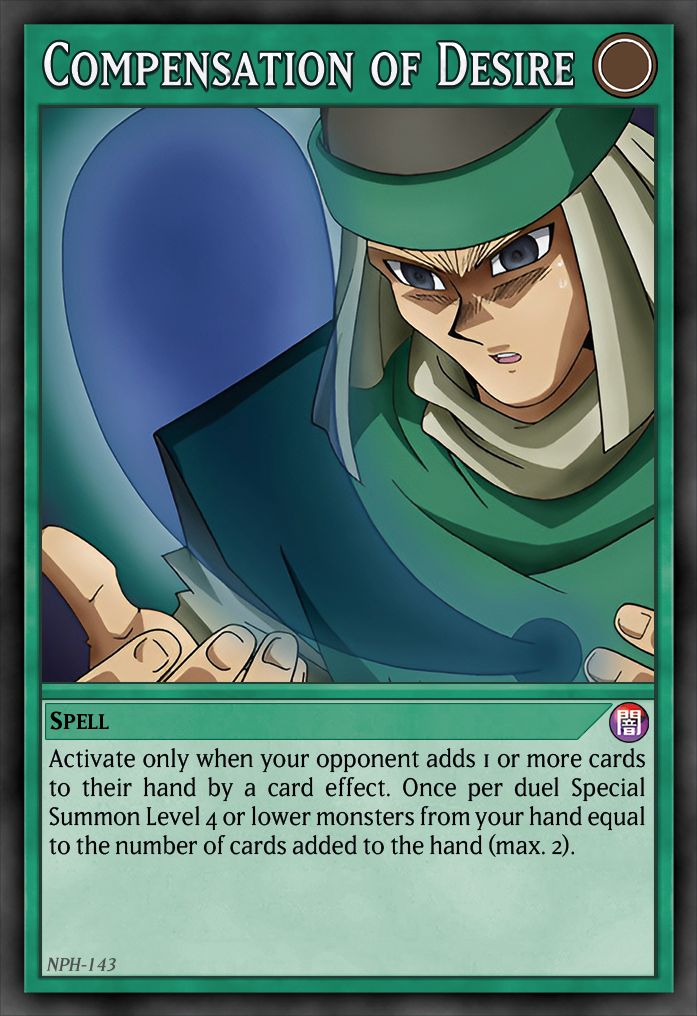 Compensation of Desire
Spell
闇
Activate only when your opponent adds 1 or more cards
to their hand by a card effect. Once per duel Special
Summon Level 4 or lower monsters from your hand equal
to the number of cards added to the hand (max. 2).
NPH-143